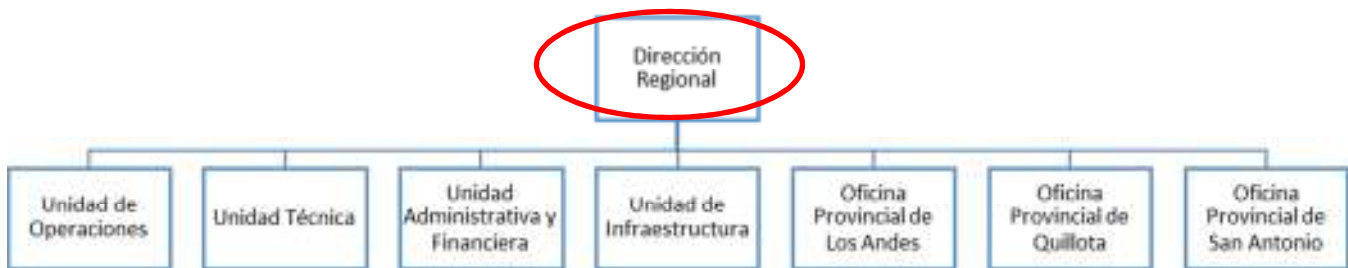 Dirección
Regional
Unidad de
Operaciones
Unidad Técnica
Unidad
Administrativa y
Financiera
Unidad de
Infraestructura
Oficina
Provincial de
Los Andes
Oficina
Provincial de
Quillota
Oficina
Provincial de
San Antonio